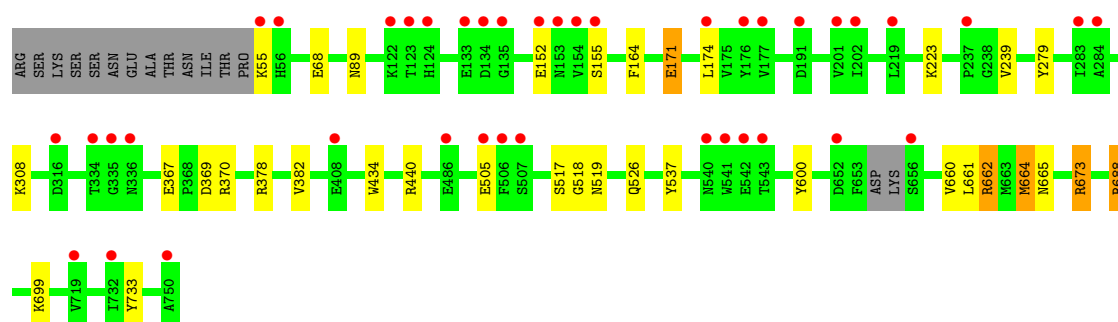 ARG SER LYS SER SER ASN GLU ALA THR ASN ILE THR PRO K55 H56 E68 N89 K122 T123 H124 E133 D134 G135 E152 N153 V154 S155 F164 E171 L174 V175 Y176 V177 D191 V201 I202 L219 K223 P237 G238 V239 Y279 I283 A284
K308 D316 T334 G335 N336 E367 P368 D369 R370 R378 V382 E408 W434 R440 E486 E505 F506 S507 S517 G518 N519 Q526 Y537 N540 W541 E542 T543 Y600 D652 P653 ASP LYS S656 V660 L661 R662 M663 M664 N665 R673
K699 V719 I732 Y733 A750